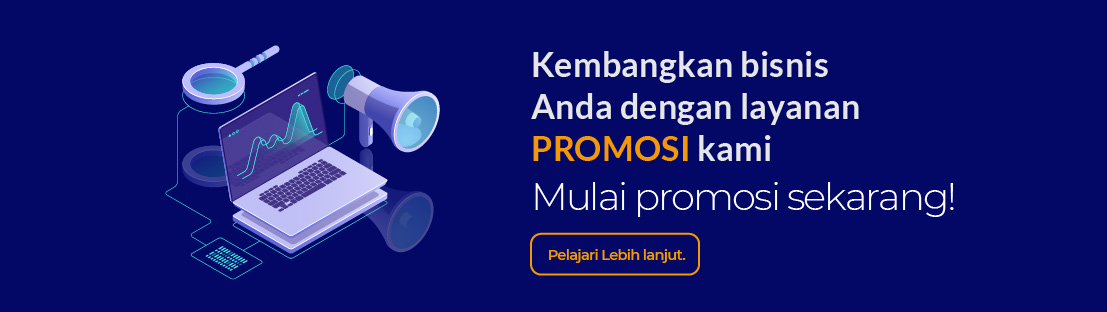 Kembangkan bisnis
Anda dengan layanan
PROMOSI kami
Mulai promosi sekarang!
Pelajari Lebih lanjut.